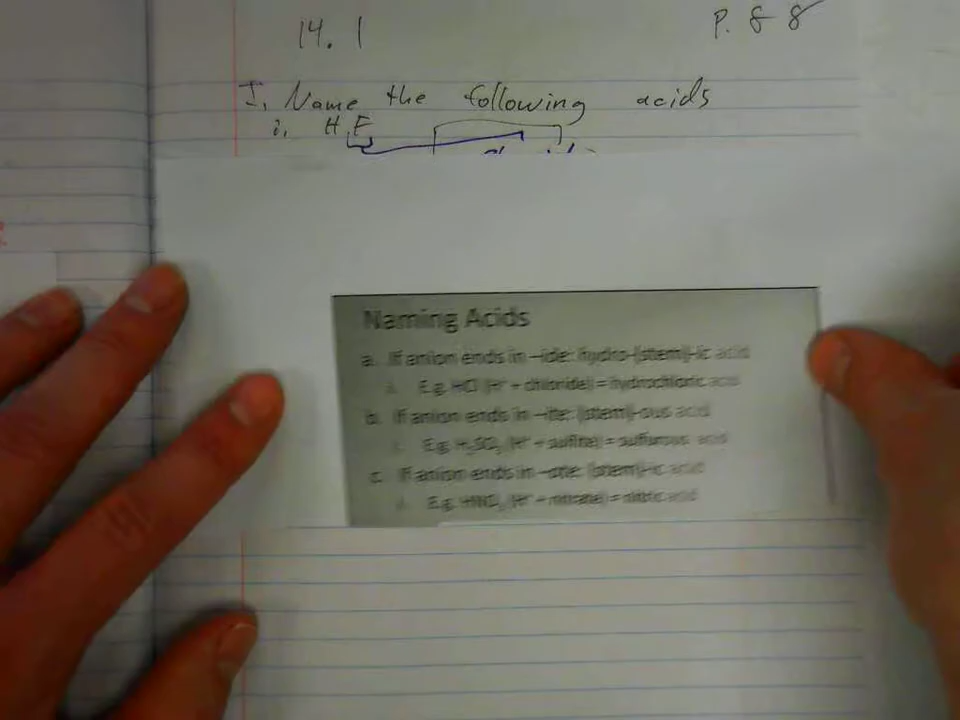 14.1
P. 88
I. Name the following acids
i. HF
Naming Acids
a. If anion ends in –ide: hydro-(stem)-ic acid
i. E.g. HCl (H⁺ + chloride) = hydrochloric acid
b. If anion ends in –ite: (stem)-ous acid
i. E.g. H₂SO₃ (H⁺ + sulfite) = sulfurous acid
c. If anion ends in –ate: (stem)-ic acid
i. E.g. HNO₃ (H⁺ + nitrate) = nitric acid